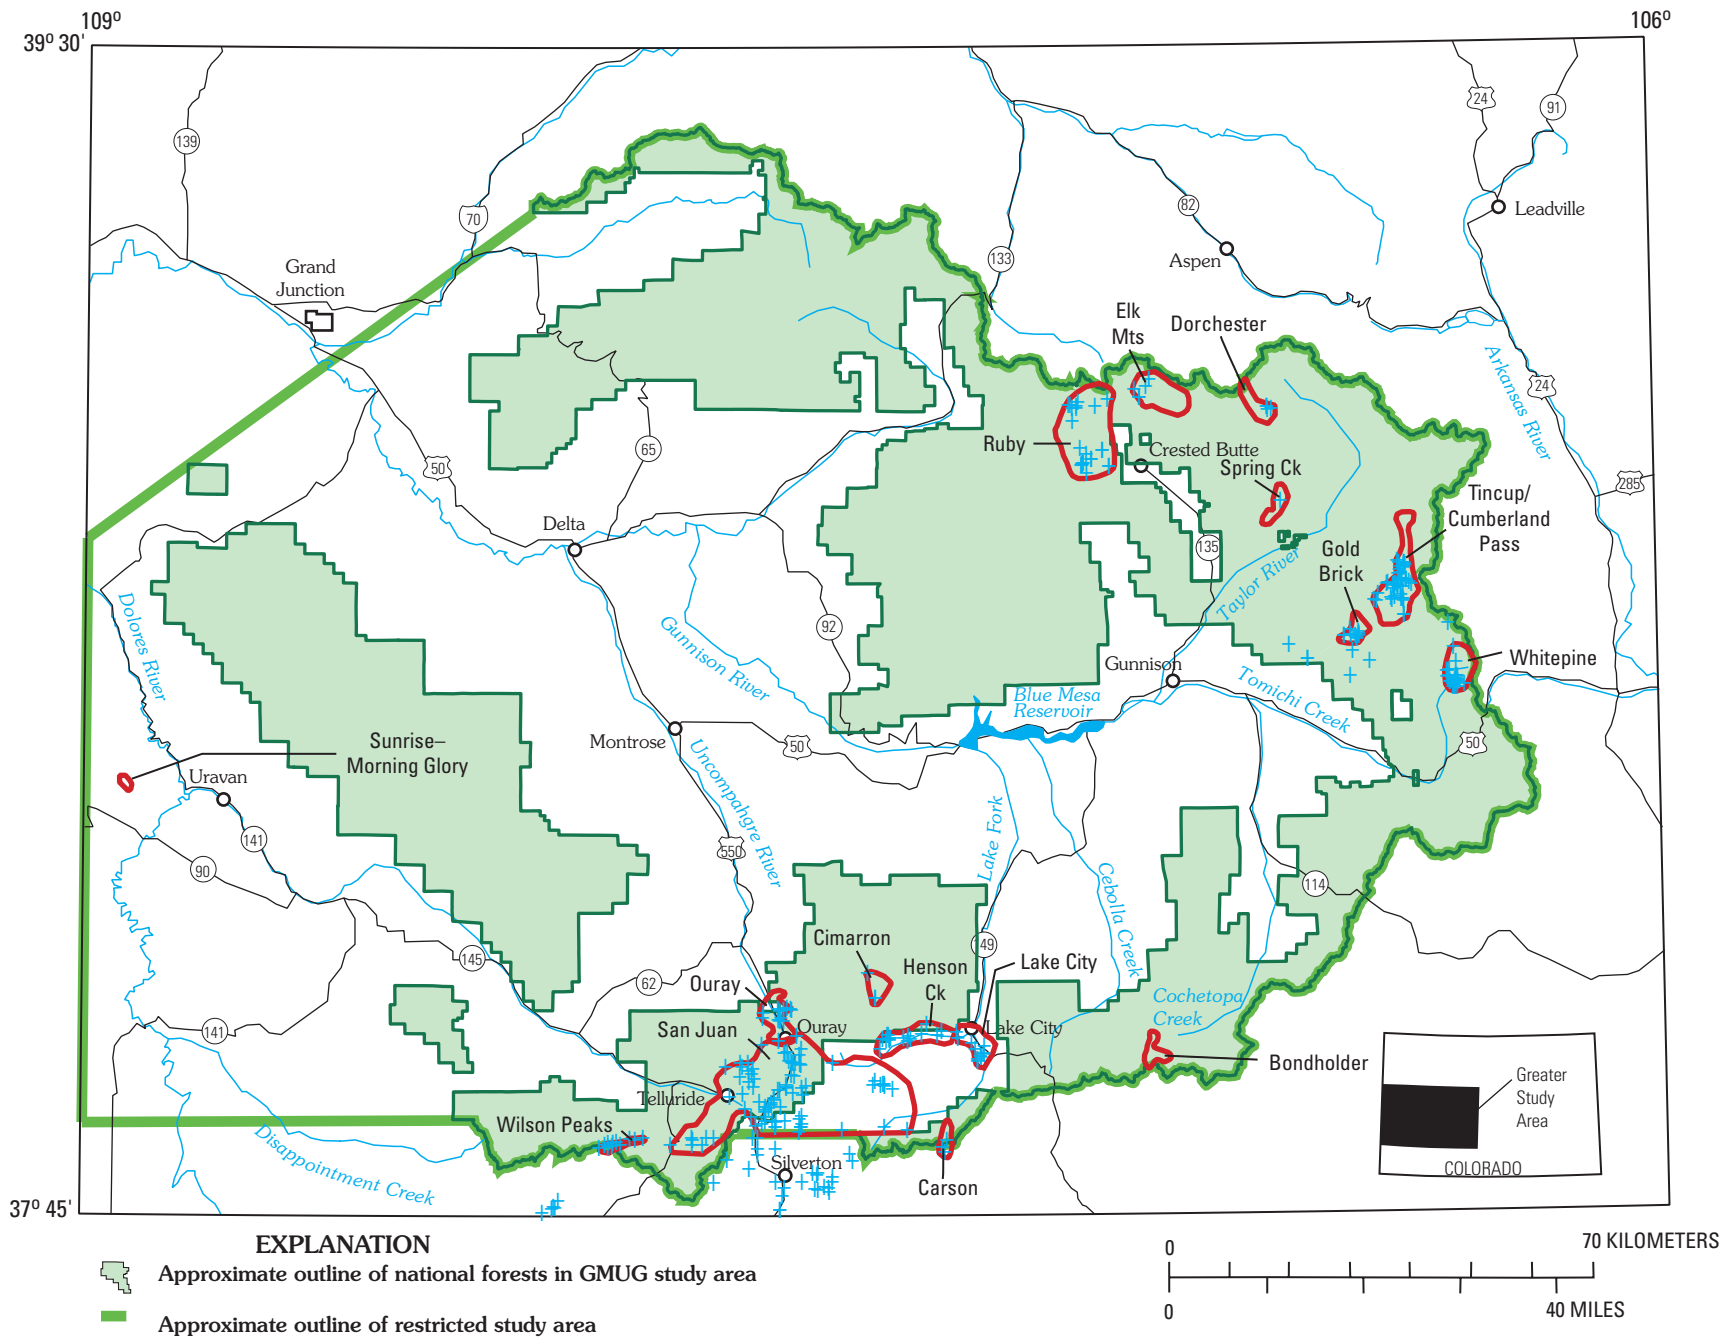 109º
106º
39º 30'
24
91
139
82
70
Leadville
Aspen
133
Grand
Junction
Elk
Mts
Dorchester
Arkansas River
24
Ruby
Crested Butte
65
50
Spring Ck
285
Tincup/
Cumberland
Pass
Delta
135
Gold
Brick
Dolores River
Taylor River
Gunnison River
92
Gunnison
Whitepine
Tomichi Creek
Blue Mesa
Reservoir
Sunrise–
Morning Glory
Montrose
50
50
Uravan
Uncompahgre River
141
550
Lake Fork
90
Cebolla Creek
114
Cimarron
145
149
Henson
Ck
Lake City
62
Ouray
Cochetopa
Creek
San Juan
Ouray
Lake City
141
Bondholder
Telluride
Greater
Study
Area
Wilson Peaks
Disappointment Creek
Silverton
COLORADO
Carson
37º 45'
EXPLANATION
Approximate outline of national forests in GMUG study area
Approximate outline of restricted study area
0
70 KILOMETERS
0
40 MILES